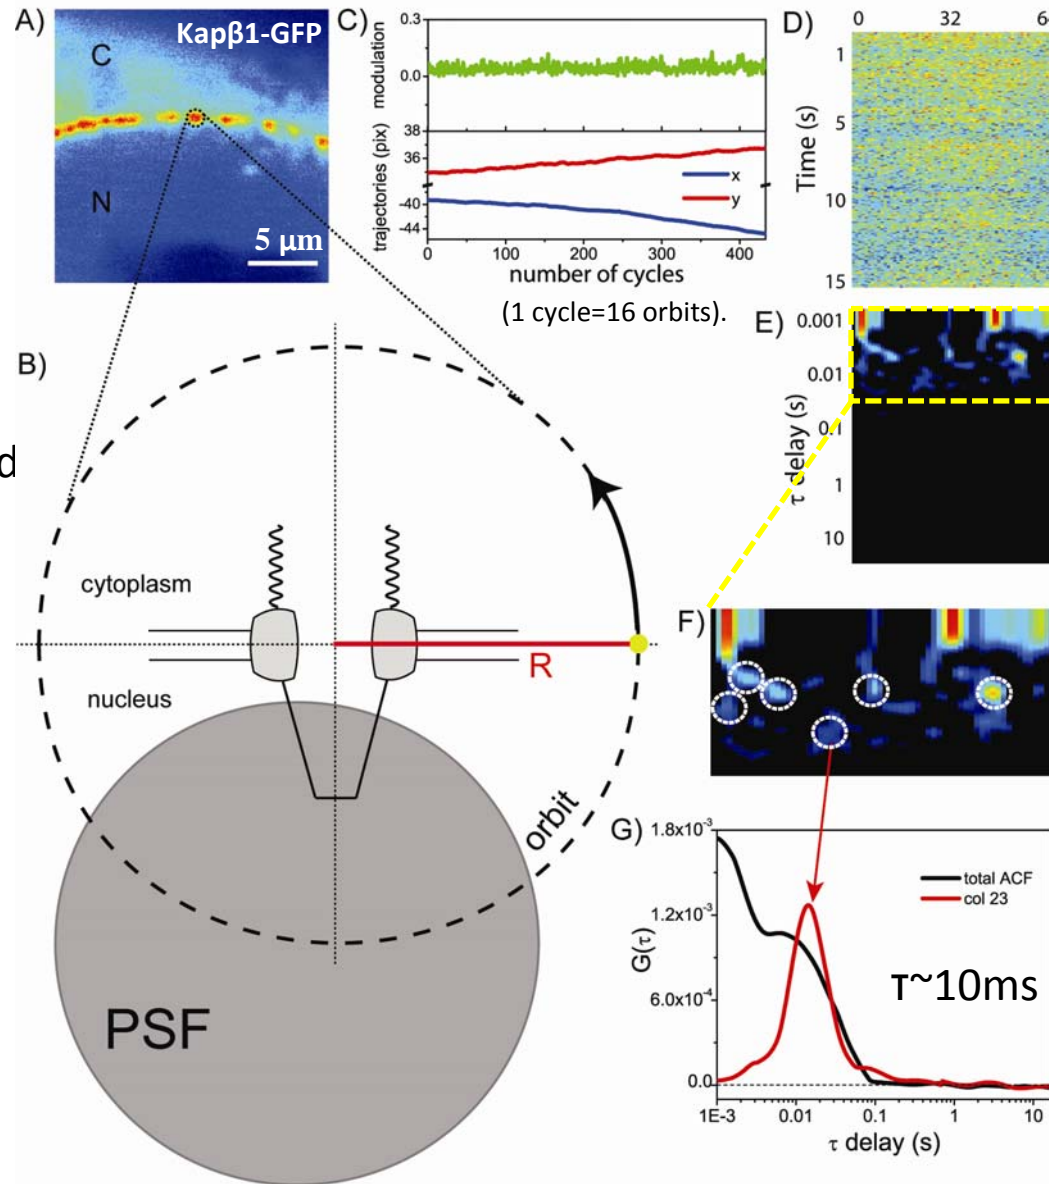 A)
Kapβ1-GFP
C
N
5 µm
C)
modulation
0.3
0.0
trajectories (pix)
38
36
-40
-44
x
y
0 100 200 300 400
number of cycles
(1 cycle=16 orbits).
D)
0 32 64
Time (s)
1
5
10
15
E)
τ delay (s)
0.001
0.01
0.1
1
10
B)
d
cytoplasm
nucleus
R
orbit
PSF
F)
G)
G(τ)
1.8x10⁻³
1.2x10⁻³
6.0x10⁻⁴
0.0
total ACF
col 23
τ~10ms
1E-3 0.01 0.1 1 10
τ delay (s)